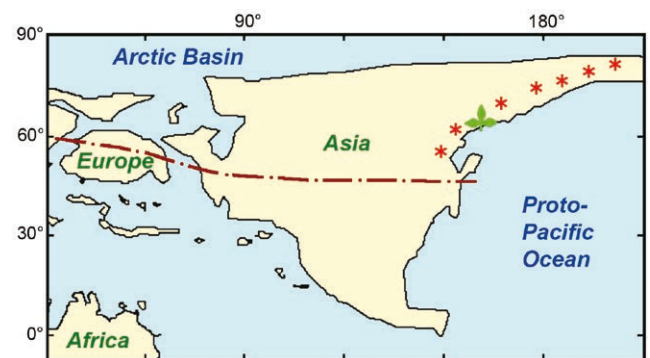 90° 180°
90°
Arctic Basin
60°
Asia
Europe
Proto-
Pacific
Ocean
30°
0°
Africa